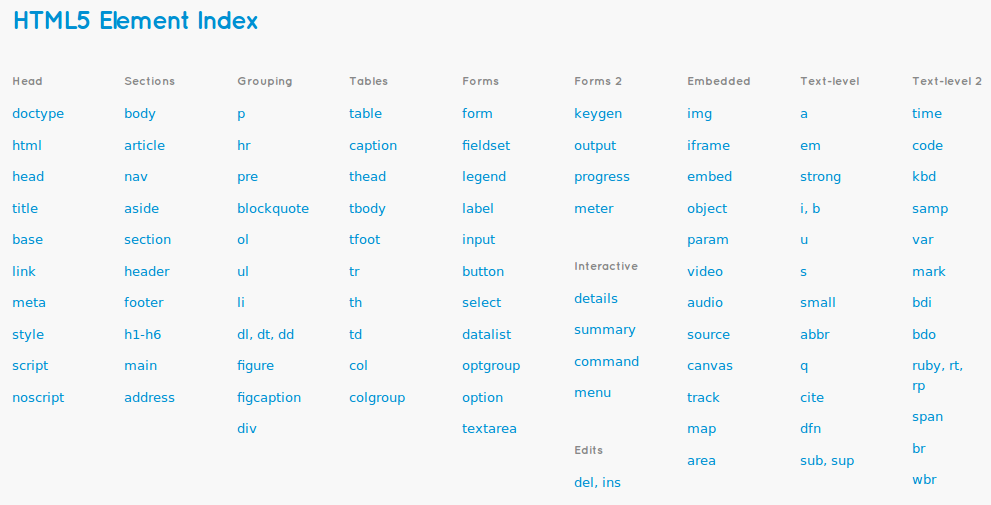 HTML5 Element Index
Head
doctype
html
head
title
base
link
meta
style
script
noscript
Sections
body
article
nav
aside
section
header
footer
h1-h6
main
address
Grouping
p
hr
pre
blockquote
ol
ul
li
dl, dt, dd
figure
figcaption
div
Tables
table
caption
thead
tbody
tfoot
tr
th
td
col
colgroup
Forms
form
fieldset
legend
label
input
button
select
datalist
optgroup
option
textarea
Forms 2
keygen
output
progress
meter
Interactive
details
summary
command
menu
Edits
del, ins
Embedded
img
iframe
embed
object
param
video
audio
source
canvas
track
map
area
Text-level
a
em
strong
i, b
u
s
small
abbr
q
cite
dfn
sub, sup
Text-level 2
time
code
kbd
samp
var
mark
bdi
bdo
ruby, rt,
rp
span
br
wbr